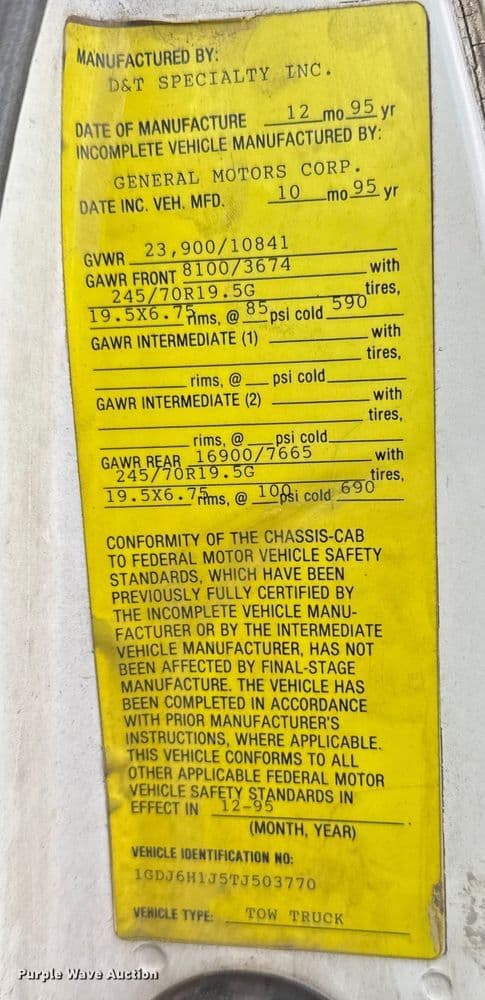 MANUFACTURED BY:
D&T SPECIALTY INC.
DATE OF MANUFACTURE 12 mo 95 yr
INCOMPLETE VEHICLE MANUFACTURED BY:
GENERAL MOTORS CORP.
DATE INC. VEH. MFD. 10 mo 95 yr
GVWR 23,900/10841
GAWR FRONT 8100/3674 with
245/70R19.5G tires,
19.5X6.75 rims, @ 85 psi cold 590
GAWR INTERMEDIATE (1) with
tires,
rims, @ psi cold
GAWR INTERMEDIATE (2) with
tires,
rims, @ psi cold
GAWR REAR 16900/7665 with
245/70R19.5G tires,
19.5X6.75 rims, @ 100 psi cold 690
CONFORMITY OF THE CHASSIS-CAB
TO FEDERAL MOTOR VEHICLE SAFETY
STANDARDS, WHICH HAVE BEEN
PREVIOUSLY FULLY CERTIFIED BY
THE INCOMPLETE VEHICLE MANU-
FACTURER OR BY THE INTERMEDIATE
VEHICLE MANUFACTURER, HAS NOT
BEEN AFFECTED BY FINAL-STAGE
MANUFACTURE. THE VEHICLE HAS
BEEN COMPLETED IN ACCORDANCE
WITH PRIOR MANUFACTURER'S
INSTRUCTIONS, WHERE APPLICABLE.
THIS VEHICLE CONFORMS TO ALL
OTHER APPLICABLE FEDERAL MOTOR
VEHICLE SAFETY STANDARDS IN
EFFECT IN 12-95
(MONTH, YEAR)
VEHICLE IDENTIFICATION NO:
1GDJ6H1J5TJ503770
VEHICLE TYPE: TOW TRUCK
Purple Wave Auction